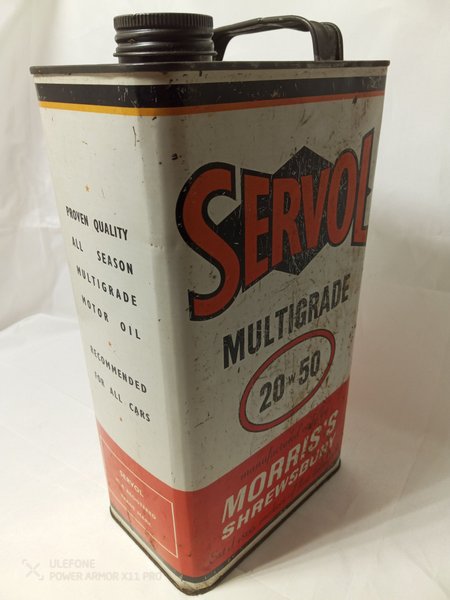 SERVOL
MULTIGRADE
20W50
MORRIS'S
SHREWSBURY
PROVEN QUALITY
ALL SEASON
MULTIGRADE
MOTOR OIL
RECOMMENDED
FOR ALL CARS
SERVOL
ULEFONE
POWER ARMOR X11 PRO